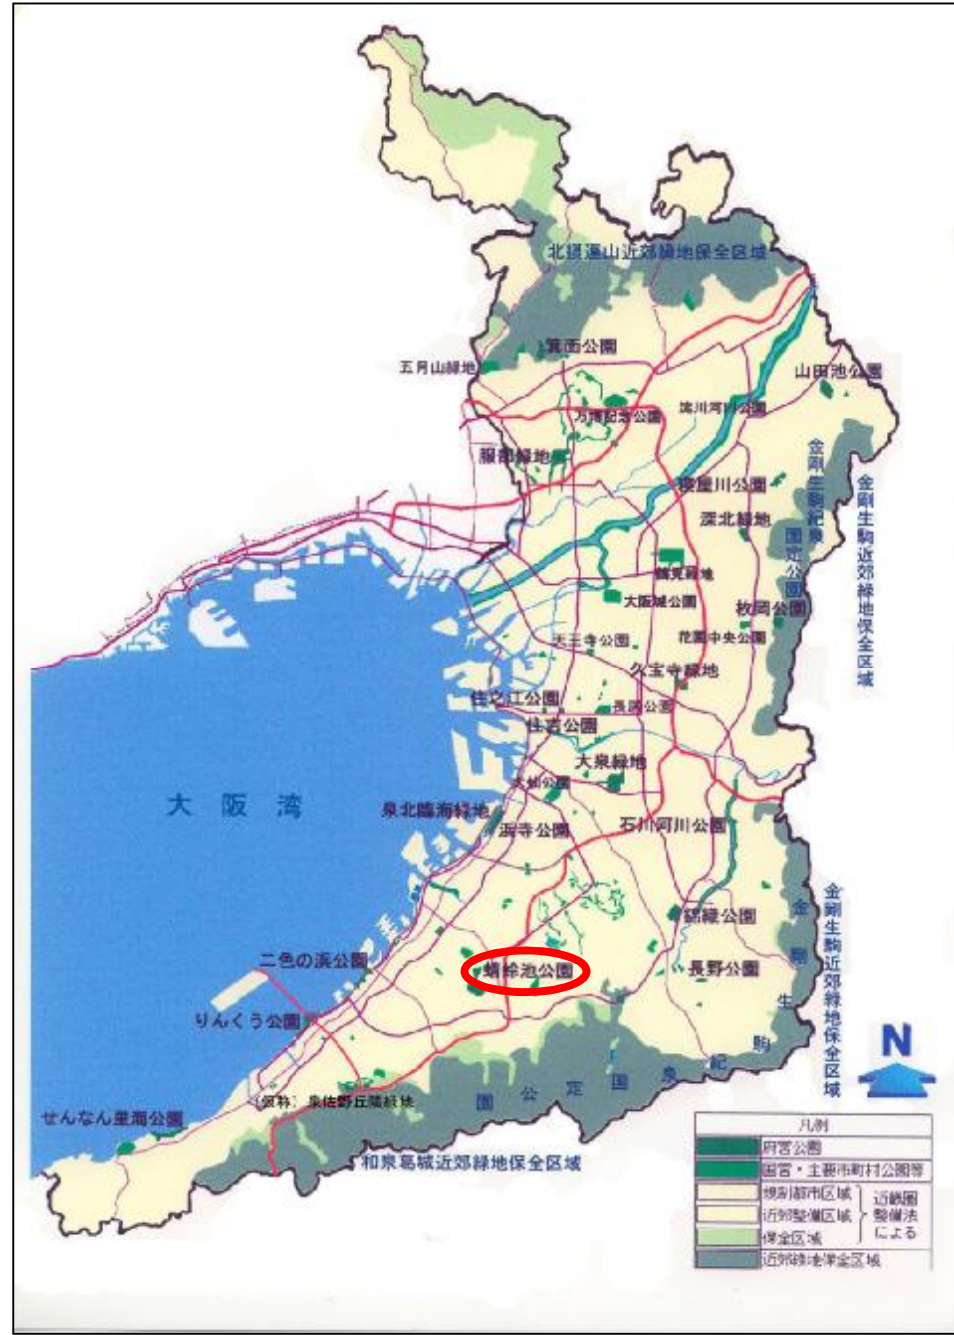 北摂連山近郊緑地保全区域
箕面公園
五月山緑地
山田池公園
万博記念公園
淀川河川公園
服部緑地
金剛生駒紀泉
国定公園
金剛生駒近郊緑地保全区域
寝屋川公園
深北緑地
鶴見緑地
大阪城公園
枚岡公園
天王寺公園
花園中央公園
久宝寺緑地
住之江公園
長居公園
住吉公園
大泉緑地
大仙公園
大阪湾
泉北臨海緑地
浜寺公園
石川河川公園
錦織公園
金剛生駒紀泉国定公園
金剛生駒近郊緑地保全区域
二色の浜公園
蜻蛉池公園
長野公園
りんくう公園
N
(仮称)泉佐野丘陵緑地
せんなん里海公園
和泉葛城近郊緑地保全区域
凡例
府営公園
国営・主要市町村公園等
規制都市区域
近郊整備区域
保全区域
近畿圏
整備法
による
近郊緑地保全区域